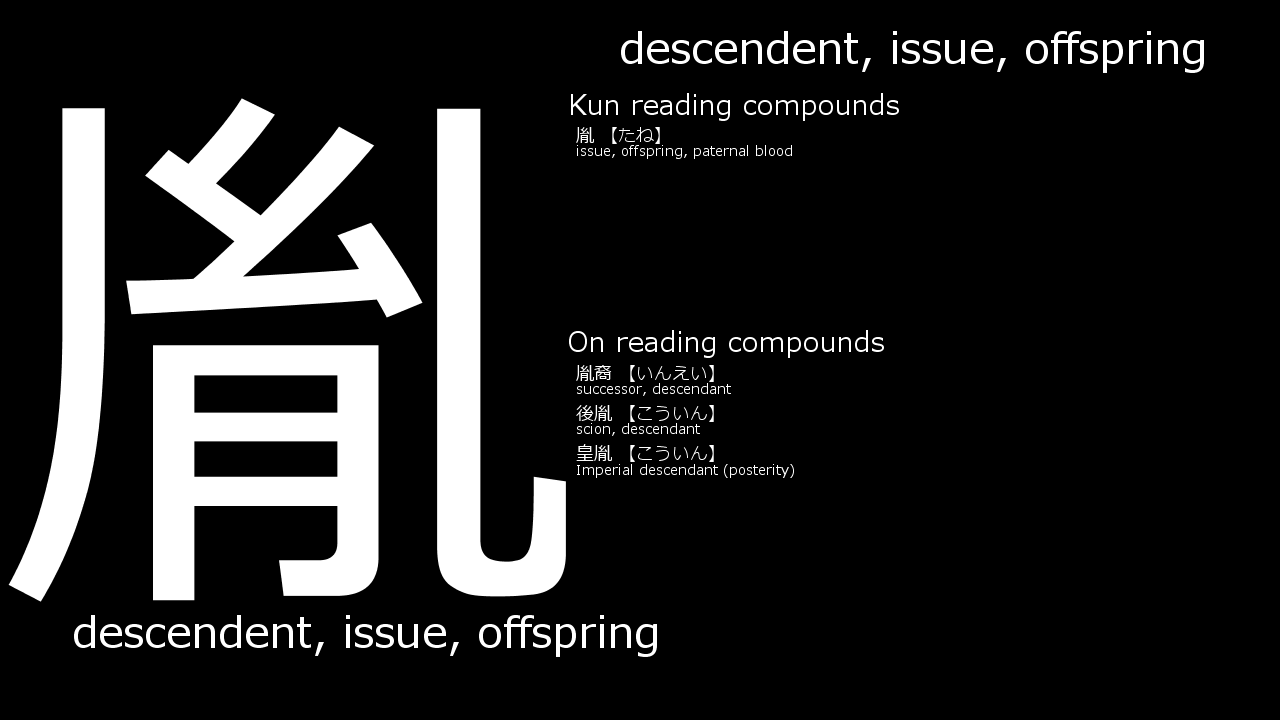 descendent, issue, offspring
胤
Kun reading compounds
胤 【たね】
issue, offspring, paternal blood
On reading compounds
胤裔 【いんえい】
successor, descendant
後胤 【こういん】
scion, descendant
皇胤 【こういん】
Imperial descendant (posterity)
descendent, issue, offspring